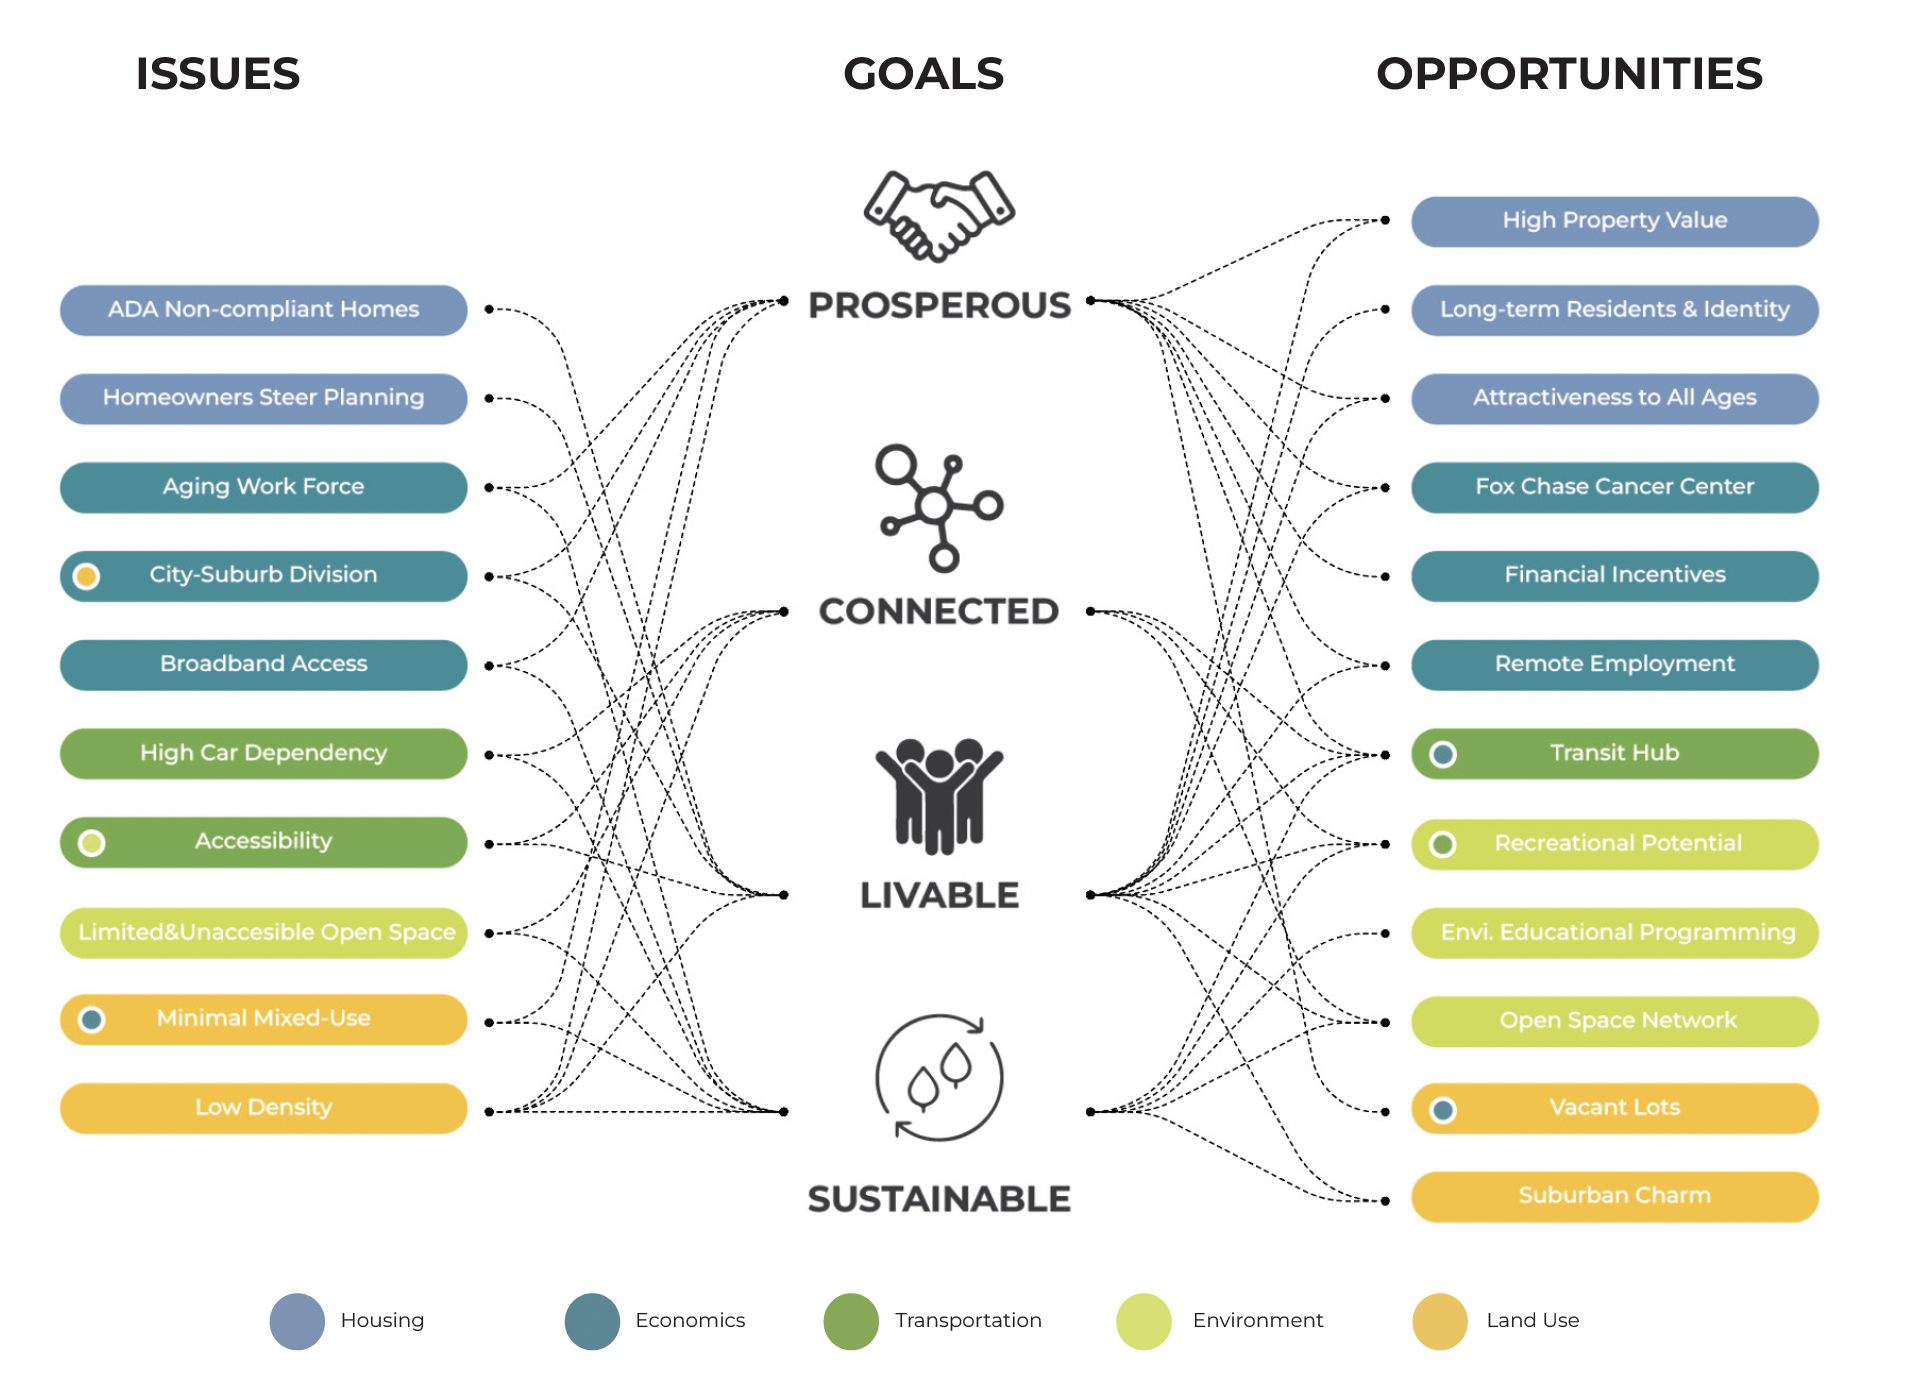 ISSUES
GOALS
OPPORTUNITIES
ADA Non-compliant Homes
Homeowners Steer Planning
Aging Work Force
City-Suburb Division
Broadband Access
High Car Dependency
Accessibility
Limited&Unaccesible Open Space
Minimal Mixed-Use
Low Density
PROSPEROUS
CONNECTED
LIVABLE
SUSTAINABLE
High Property Value
Long-term Residents & Identity
Attractiveness to All Ages
Fox Chase Cancer Center
Financial Incentives
Remote Employment
Transit Hub
Recreational Potential
Envi. Educational Programming
Open Space Network
Vacant Lots
Suburban Charm
Housing
Economics
Transportation
Environment
Land Use